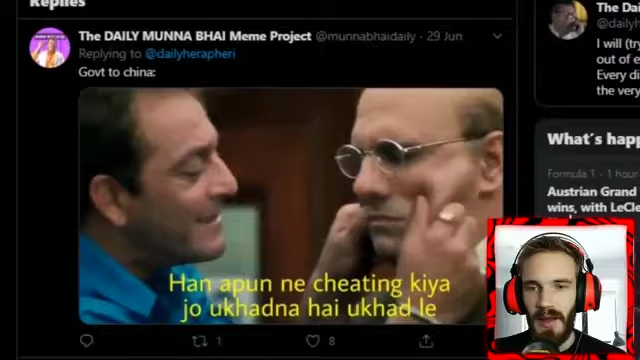 Replies
The DAILY MUNNA BHAI Meme Project @munnabhaidaily · 29 Jun
Replying to @dailyherapheri
Govt to china:
Han apun ne cheating kiya
jo ukhadna hai ukhad le
1
8
The Dai
@daily
I will (try
out of e
Every di
the very
What's happ
Formula 1 · 1 hour
Austrian Grand
wins, with LeCle